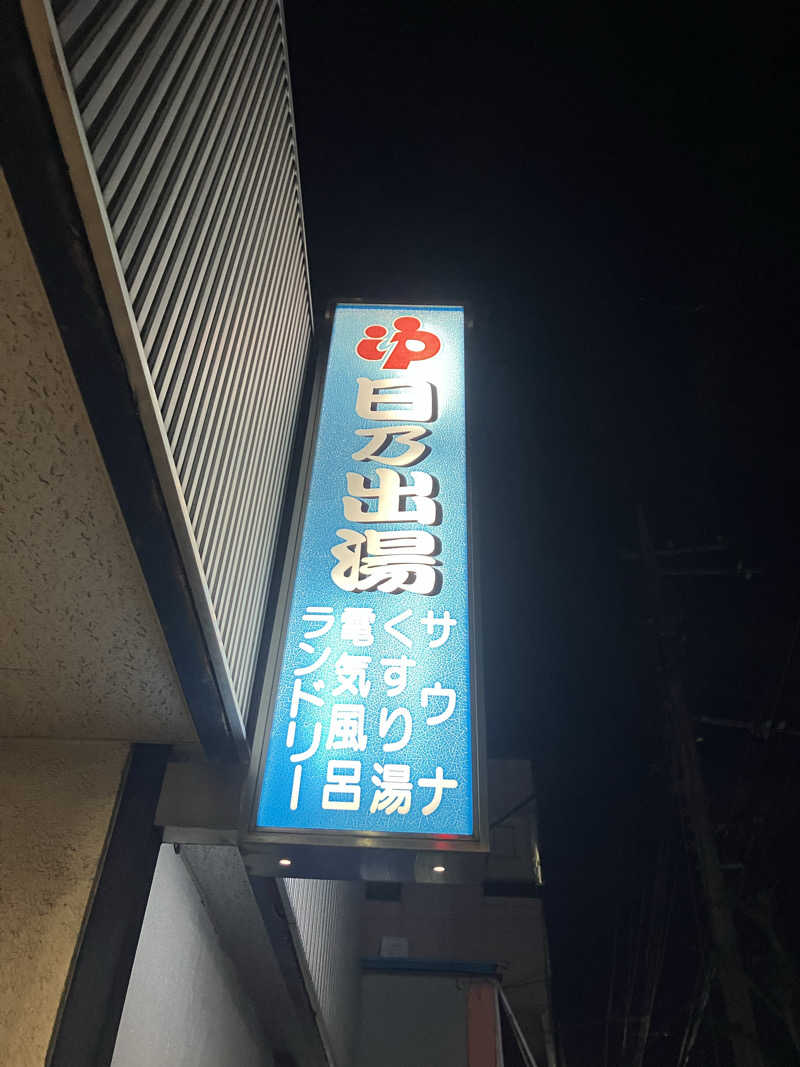 ゆ
日乃出湯
サウナ
くすり湯
電気風呂
ランドリー